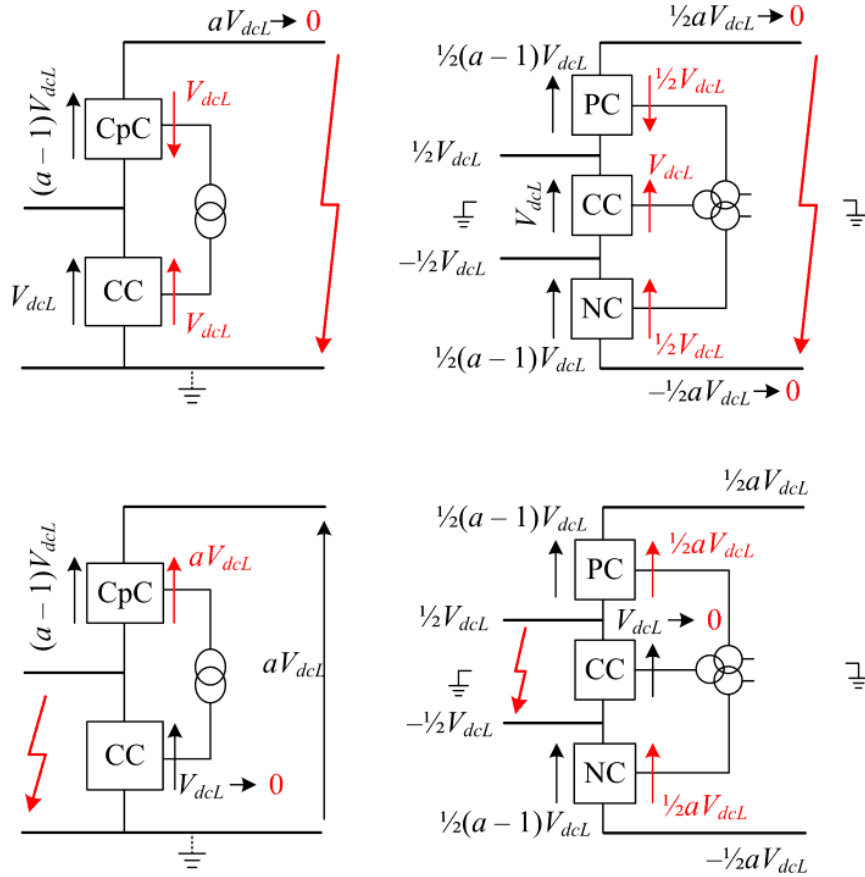 aV_dcL → 0
(a − 1)V_dcL
V_dcL
CpC
V_dcL
CC
V_dcL
½aV_dcL → 0
½(a − 1)V_dcL
½V_dcL
PC
½V_dcL
V_dcL
V_dcL
CC
−½V_dcL
NC
½V_dcL
½(a − 1)V_dcL
−½aV_dcL → 0
(a − 1)V_dcL
aV_dcL
CpC
aV_dcL
CC
V_dcL → 0
½aV_dcL
½(a − 1)V_dcL
½aV_dcL
PC
½V_dcL
V_dcL → 0
CC
−½V_dcL
NC
½aV_dcL
½(a − 1)V_dcL
−½aV_dcL